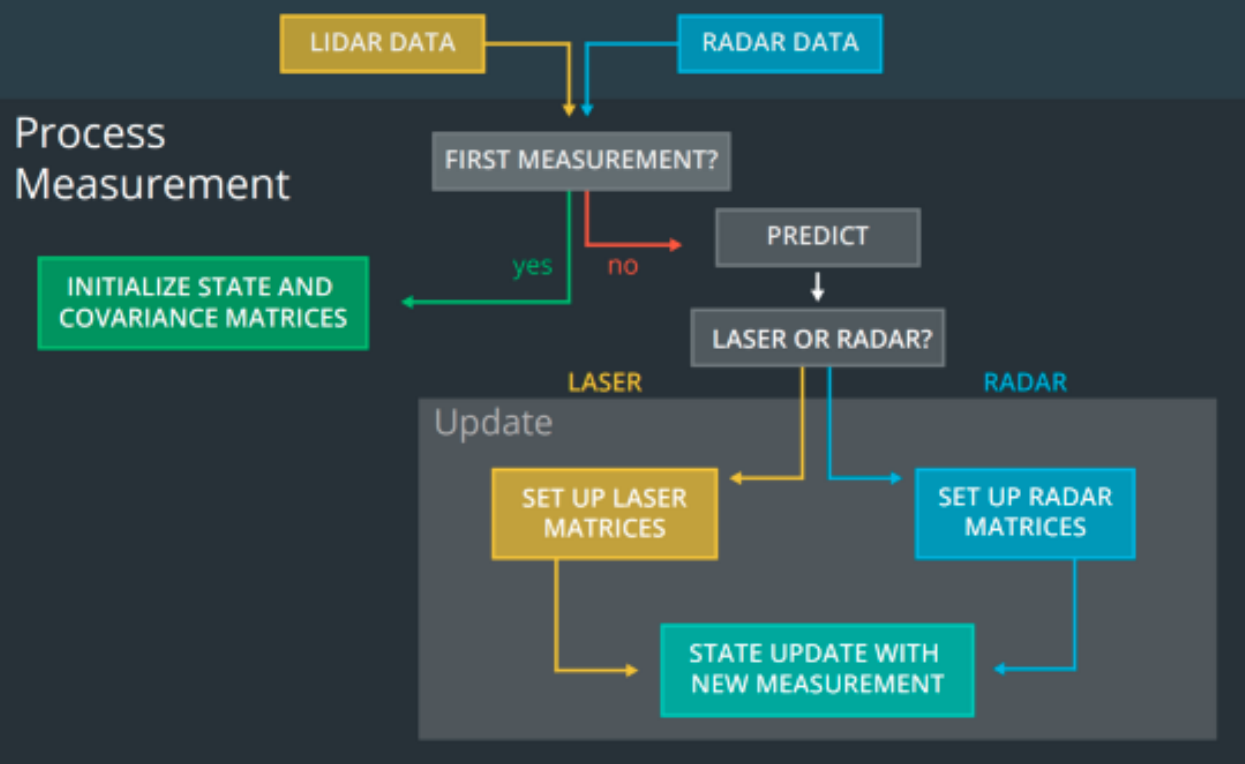 LIDAR DATA
RADAR DATA
Process
Measurement
FIRST MEASUREMENT?
PREDICT
yes
no
INITIALIZE STATE AND
COVARIANCE MATRICES
LASER OR RADAR?
LASER
RADAR
Update
SET UP LASER
MATRICES
SET UP RADAR
MATRICES
STATE UPDATE WITH
NEW MEASUREMENT